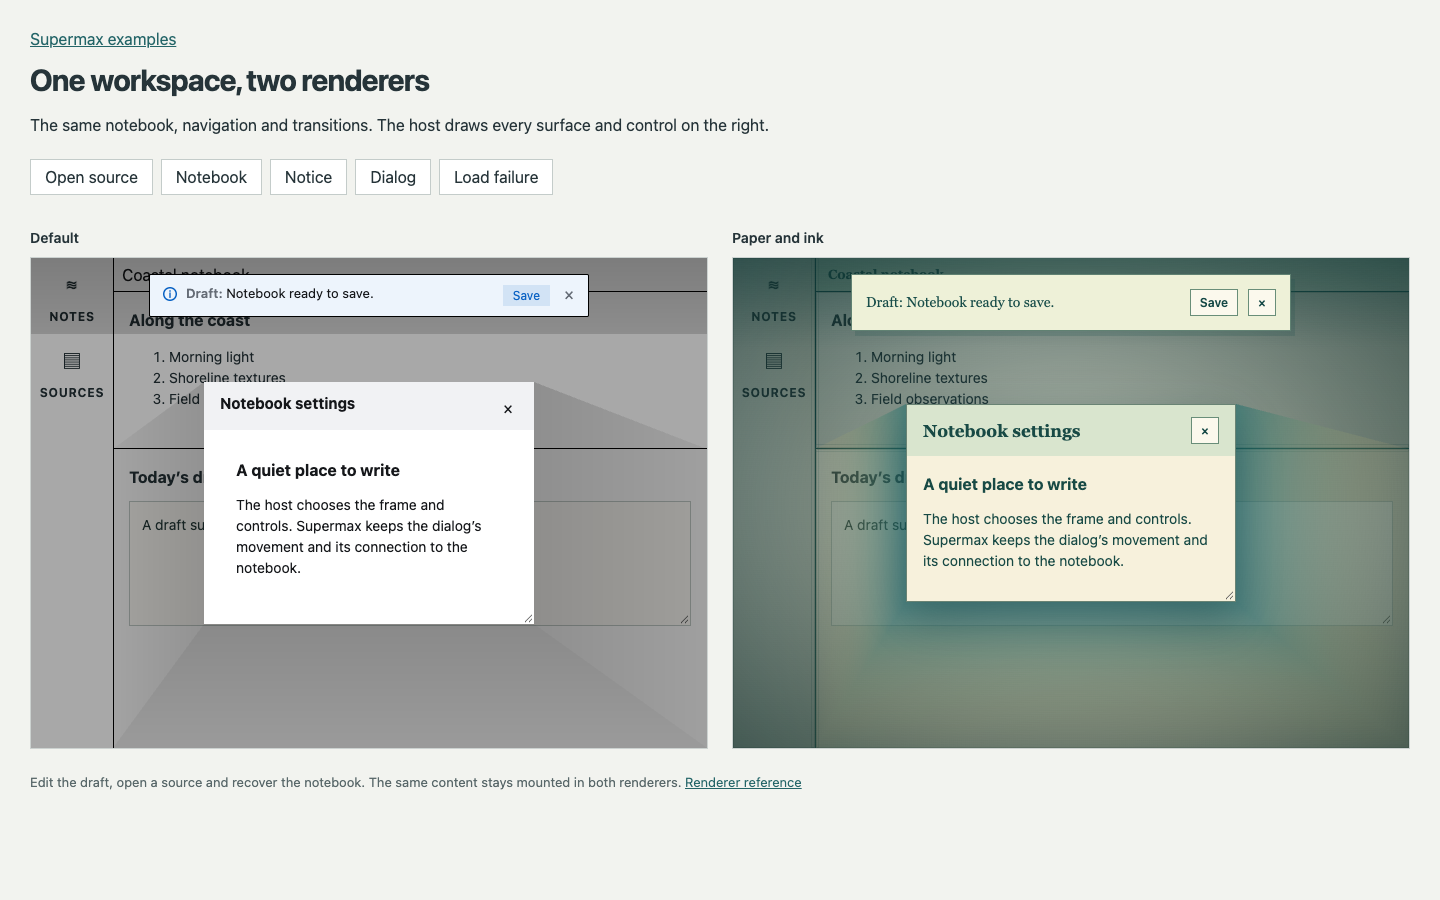 Supermax examples
One workspace, two renderers
The same notebook, navigation and transitions. The host draws every surface and control on the right.
Open source
Notebook
Notice
Dialog
Load failure
Default
NOTES
SOURCES
Coastal notebook
Draft: Notebook ready to save.
Save
×
Along the coast
1. Morning light
2. Shoreline textures
3. Field
Notebook settings
×
A quiet place to write
The host chooses the frame and
controls. Supermax keeps the dialog’s
movement and its connection to the
notebook.
Today’s d
A draft su
Paper and ink
NOTES
SOURCES
Coastal notebook
Draft: Notebook ready to save.
Save
×
Alo
1. Morning light
2. Shoreline textures
3. Field observations
Notebook settings
×
A quiet place to write
The host chooses the frame and controls.
Supermax keeps the dialog’s movement and
its connection to the notebook.
Today’s d
A draft su
Edit the draft, open a source and recover the notebook. The same content stays mounted in both renderers. Renderer reference